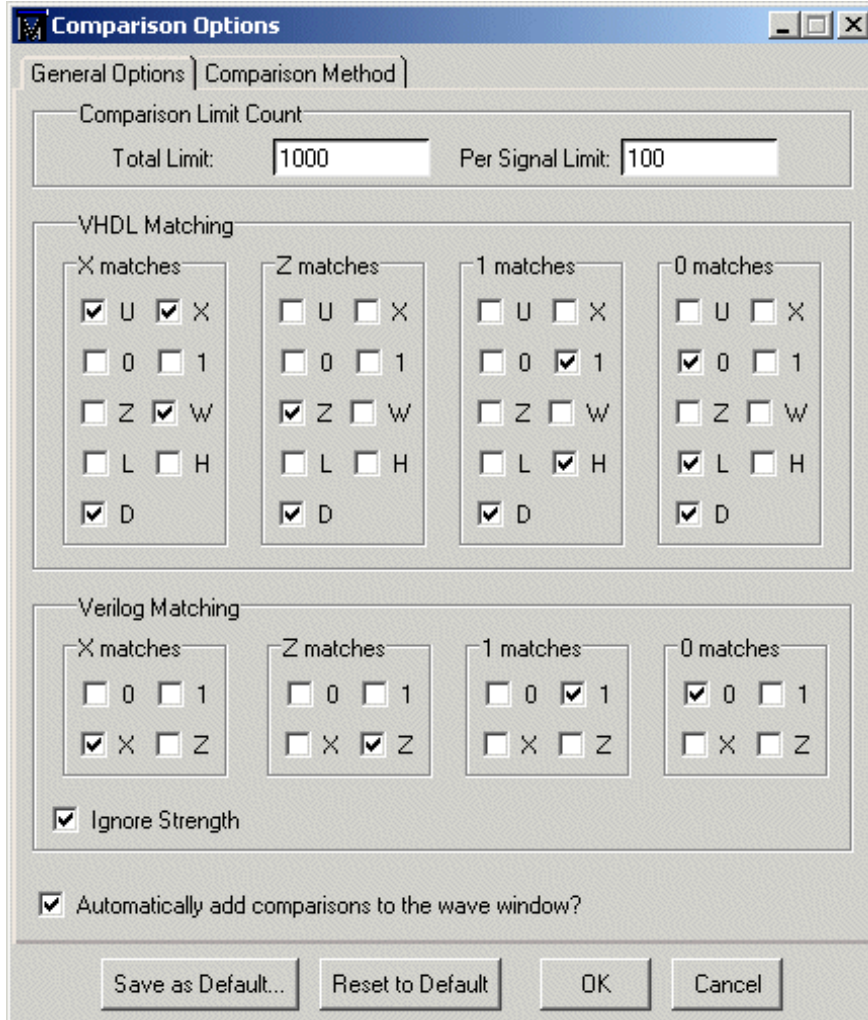 Comparison Options
General Options Comparison Method
Comparison Limit Count
Total Limit: 1000 Per Signal Limit: 100
VHDL Matching
X matches Z matches 1 matches 0 matches
U X U X U X U X
0 1 0 1 0 1 0 1
Z W Z W Z W Z W
L H L H L H L H
D D D D
Verilog Matching
X matches Z matches 1 matches 0 matches
0 1 0 1 0 1 0 1
X Z X Z X Z X Z
Ignore Strength
Automatically add comparisons to the wave window?
Save as Default... Reset to Default OK Cancel